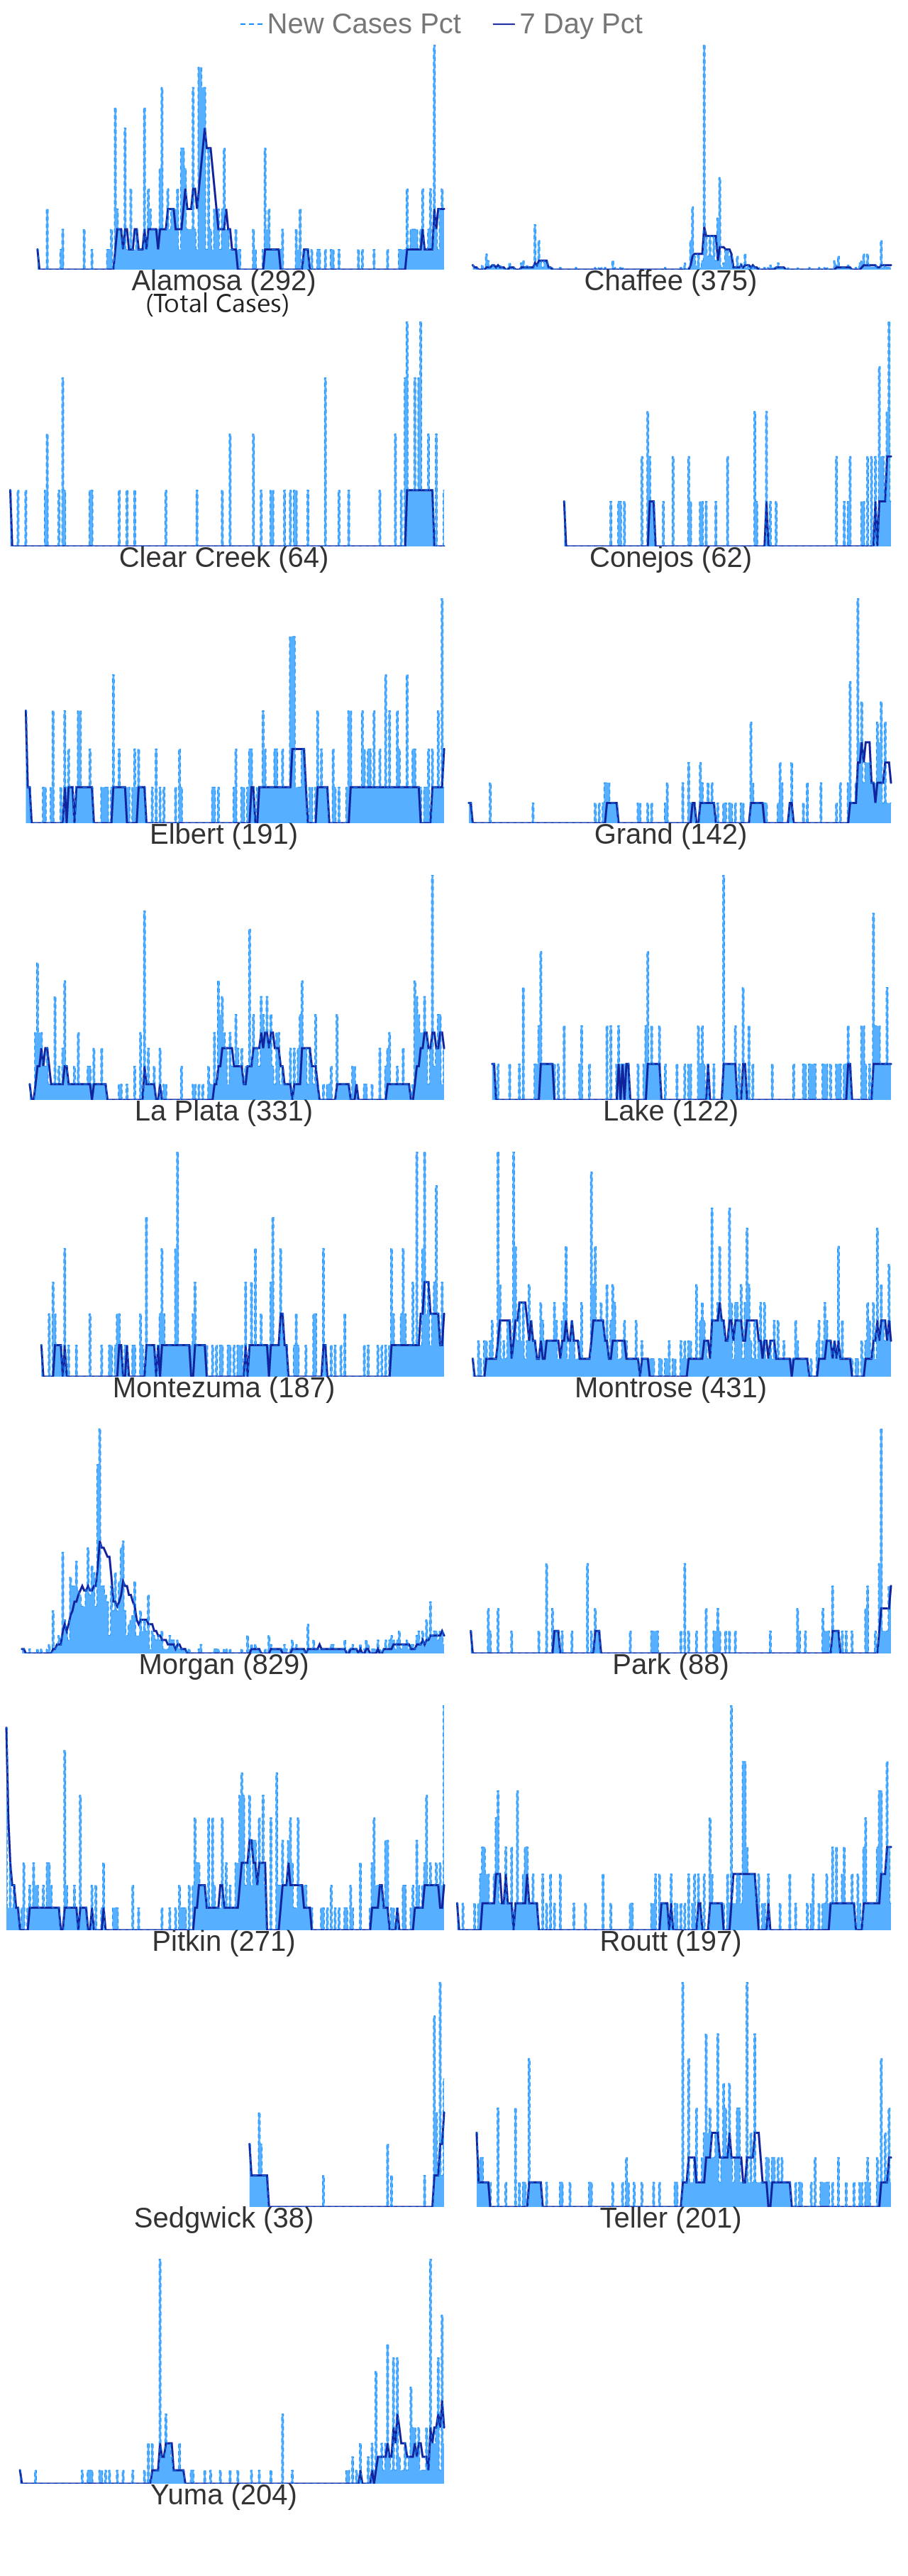 New Cases Pct 7 Day Pct
Alamosa (292) Chaffee (375)
(Total Cases)
Clear Creek (64) Conejos (62)
Elbert (191) Grand (142)
La Plata (331) Lake (122)
Montezuma (187) Montrose (431)
Morgan (829) Park (88)
Pitkin (271) Routt (197)
Sedgwick (38) Teller (201)
Yuma (204)